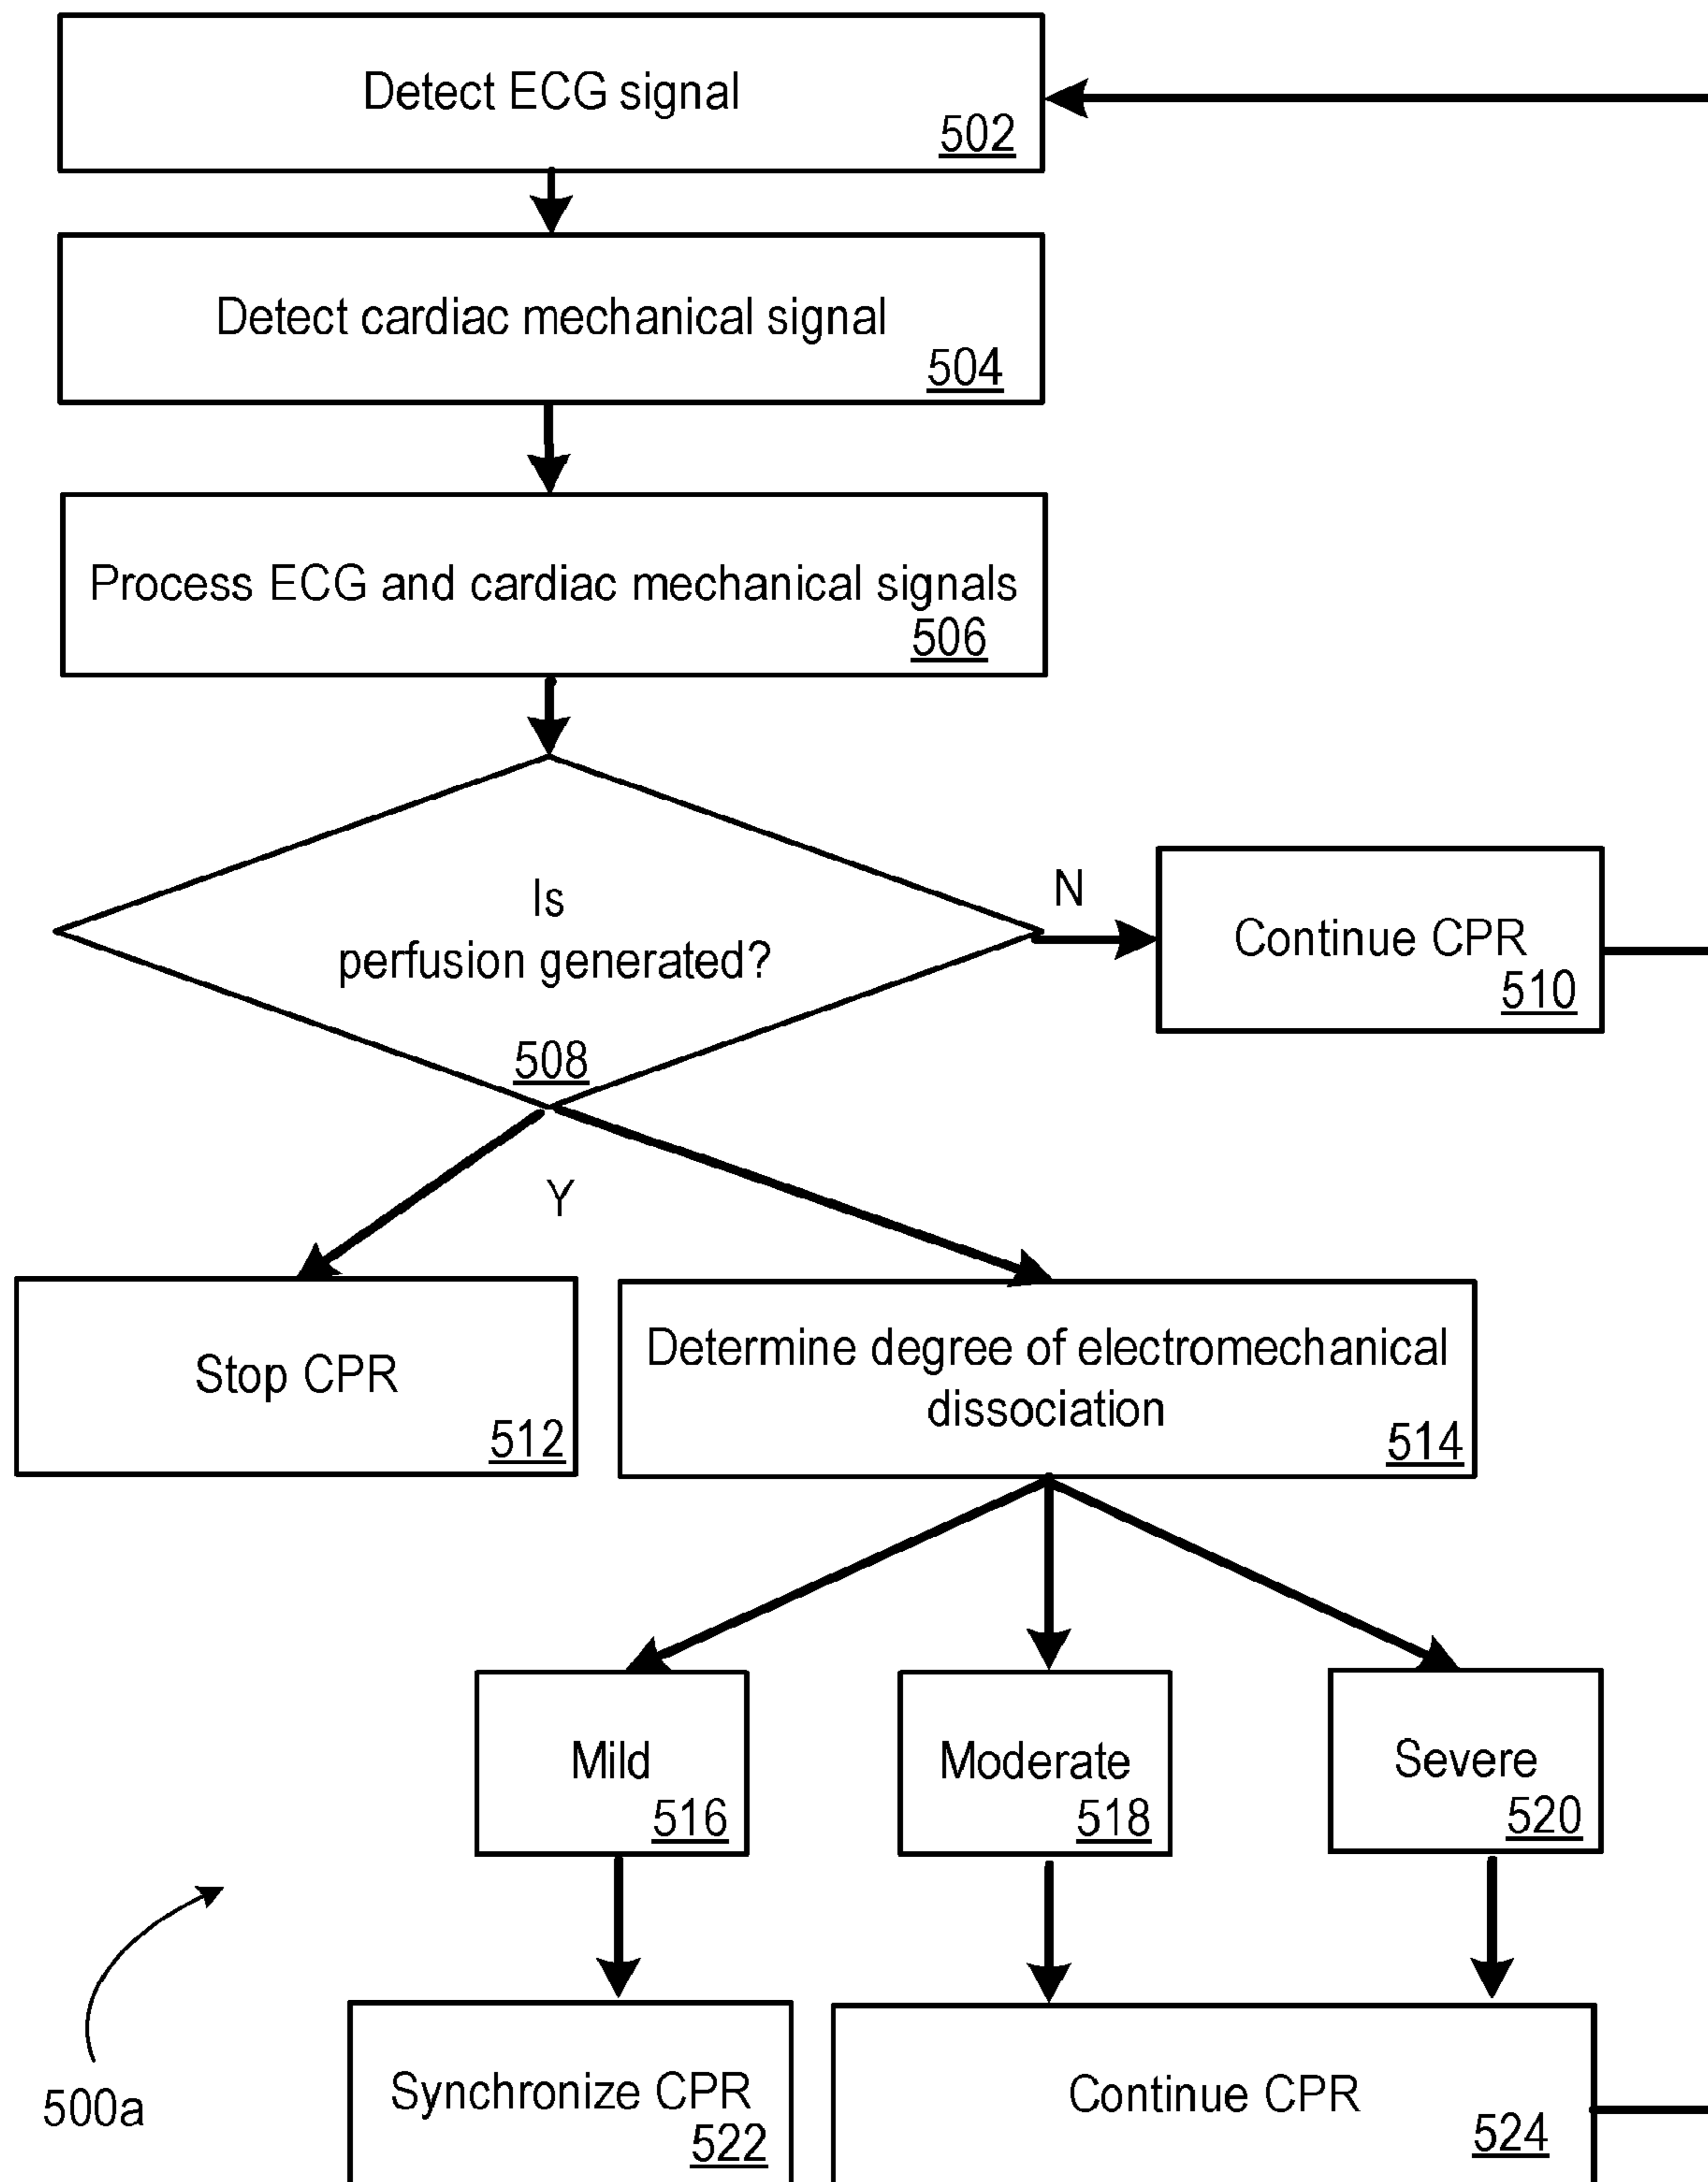 Detect ECG signal
502
Detect cardiac mechanical signal
504
Process ECG and cardiac mechanical signals
506
Is
perfusion generated?
508
N
Continue CPR
510
Y
Stop CPR
512
Determine degree of electromechanical
dissociation
514
Mild
516
Moderate
518
Severe
520
500a
Synchronize CPR
522
Continue CPR
524